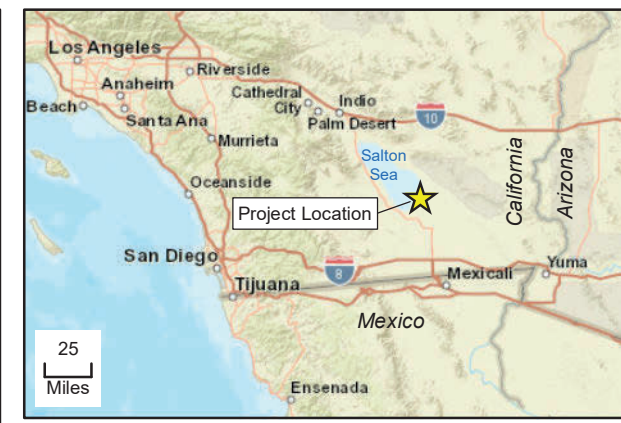 Los Angeles
Riverside
Anaheim
Cathedral
City
Indio
Beach
Santa Ana
Palm Desert
10
Murrieta
Salton
Sea
California
Arizona
Oceanside
Project Location
San Diego
8
Yuma
Mexicali
Tijuana
Mexico
25
Miles
Ensenada